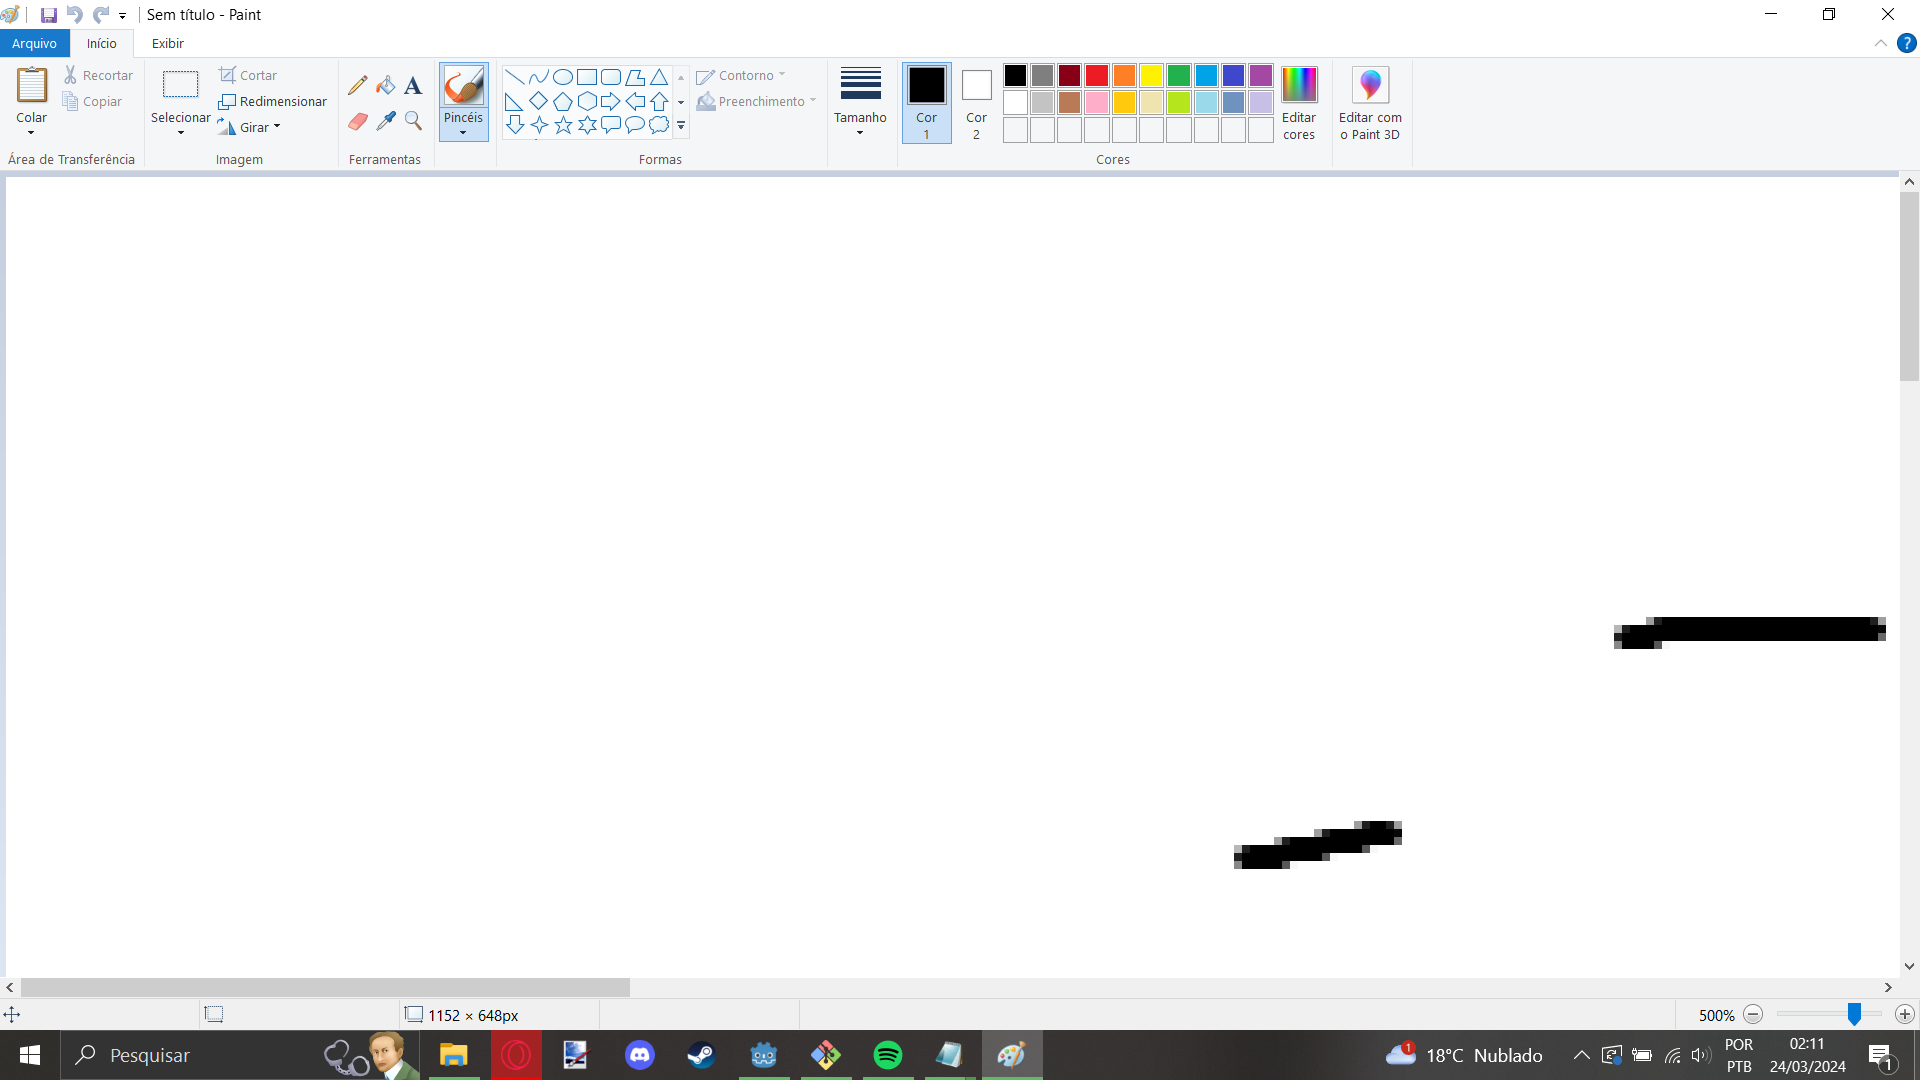 Sem título - Paint
Arquivo Início Exibir
Colar
Recortar
Copiar
Área de Transferência
Selecionar
Cortar
Redimensionar
Girar
Imagem
A
Ferramentas
Pincéis
Contorno
Preenchimento
Formas
Tamanho
Cor
1
Cor
2
Cores
Editar
cores
Editar com
o Paint 3D
?
1152 × 648px
500%
Pesquisar
1
18°C Nublado
POR
PTB
02:11
24/03/2024
1